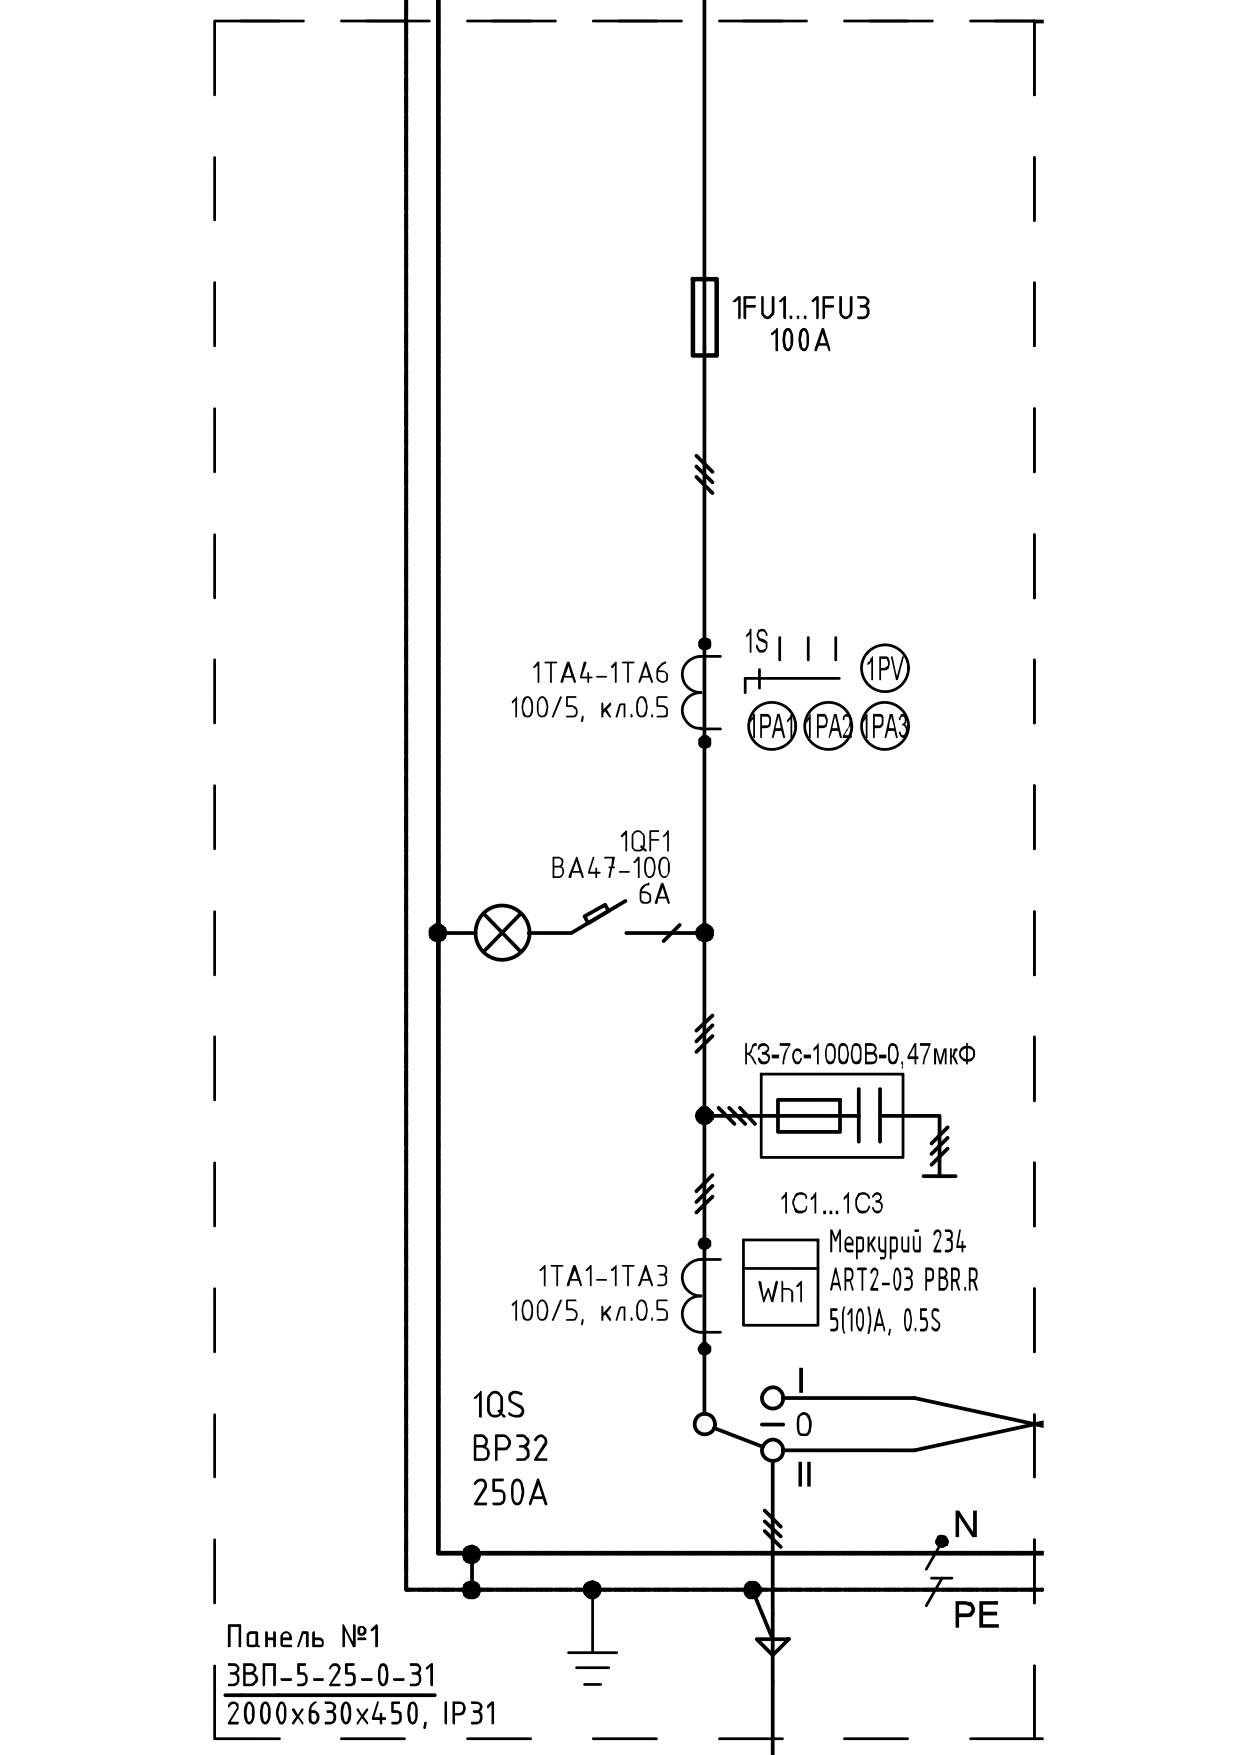 1FU1...1FU3
100А
1S
1PV
1TA4-1TA6
100/5, кл.0.5
1PA1 1PA2 1PA3
1QF1
ВА47-100
6А
КЗ-7с-1000В-0,47мкФ
1C1...1C3
Меркурий 234
ART2-03 PBR.R
5(10)А, 0.5S
Wh1
1TA1-1TA3
100/5, кл.0.5
I
0
II
1QS
ВР32
250А
N
PE
Панель №1
3ВП-5-25-0-31
2000x630x450, IP31